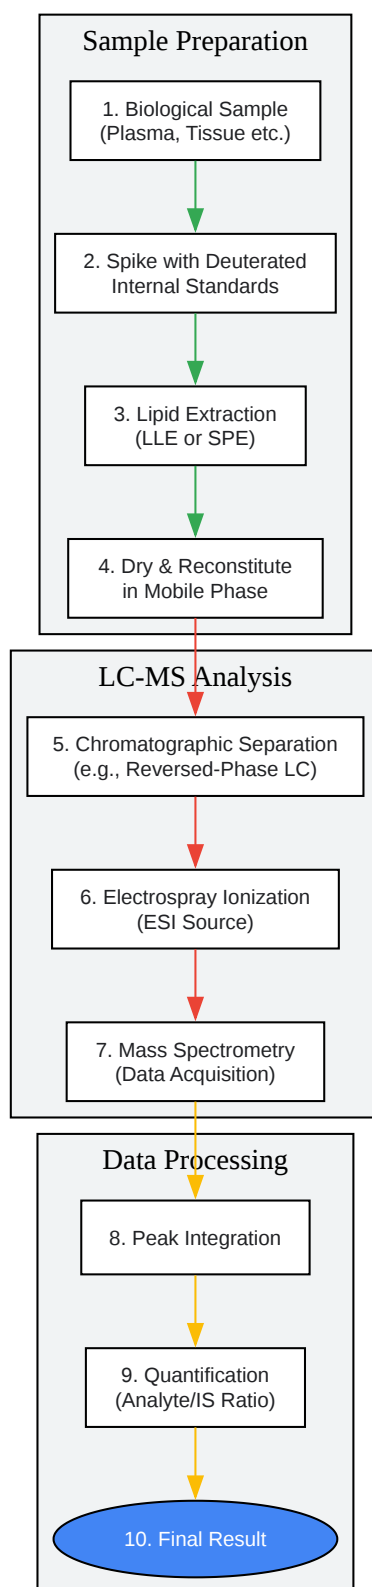 Sample Preparation
1. Biological Sample
(Plasma, Tissue etc.)
2. Spike with Deuterated
Internal Standards
3. Lipid Extraction
(LLE or SPE)
4. Dry & Reconstitute
in Mobile Phase
LC-MS Analysis
5. Chromatographic Separation
(e.g., Reversed-Phase LC)
6. Electrospray Ionization
(ESI Source)
7. Mass Spectrometry
(Data Acquisition)
Data Processing
8. Peak Integration
9. Quantification
(Analyte/IS Ratio)
10. Final Result